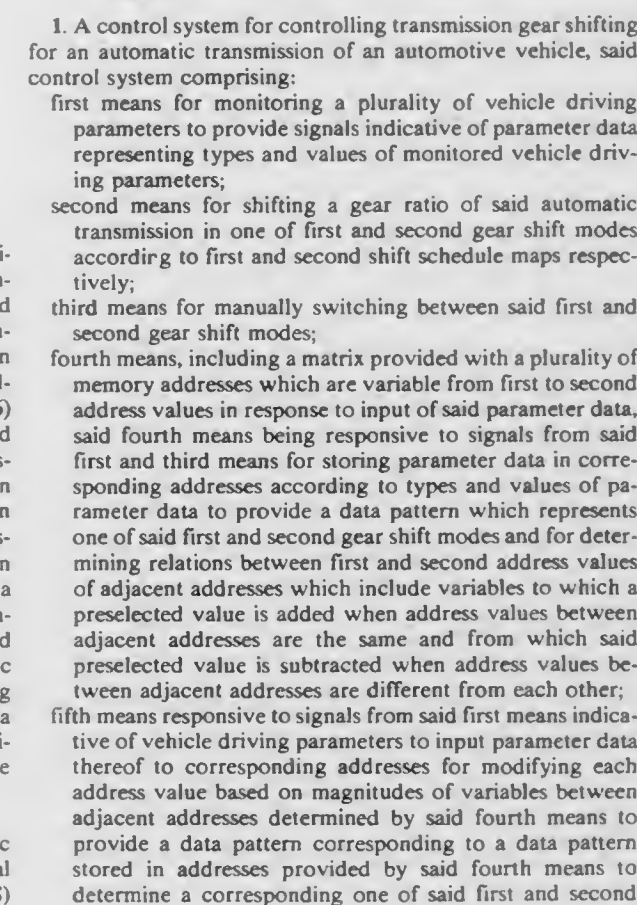 1. A control system for controlling transmission gear shifting
for an automatic transmission of an automotive vehicle, said
control system comprising:
first means for monitoring a plurality of vehicle driving
parameters to provide signals indicative of parameter data
representing types and values of monitored vehicle driv-
ing parameters;
second means for shifting a gear ratio of said automatic
transmission in one of first and second gear shift modes
according to first and second shift schedule maps respec-
tively;
third means for manually switching between said first and
second gear shift modes;
fourth means, including a matrix provided with a plurality of
memory addresses which are variable from first to second
address values in response to input of said parameter data,
said fourth means being responsive to signals from said
first and third means for storing parameter data in corre-
sponding addresses according to types and values of pa-
rameter data to provide a data pattern which represents
one of said first and second gear shift modes and for deter-
mining relations between first and second address values
of adjacent addresses which include variables to which a
preselected value is added when address values between
adjacent addresses are the same and from which said
preselected value is subtracted when address values be-
tween adjacent addresses are different from each other;
fifth means responsive to signals from said first means indica-
tive of vehicle driving parameters to input parameter data
thereof to corresponding addresses for modifying each
address value based on magnitudes of variables between
adjacent addresses determined by said fourth means to
provide a data pattern corresponding to a data pattern
stored in addresses provided by said fourth means to
determine a corresponding one of said first and second